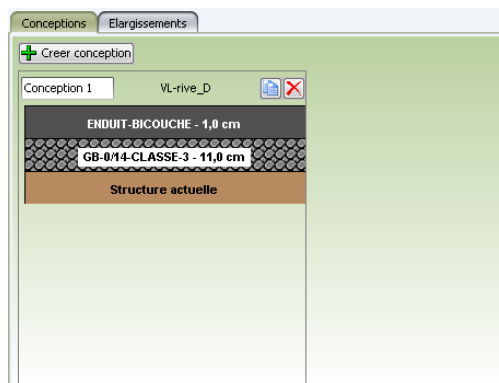 Conceptions Elargissements
Creer conception
Conception 1 VL-rive_D
ENDUIT-BICOUCHE - 1,0 cm
GB-0/14-CLASSE-3 - 11,0 cm
Structure actuelle